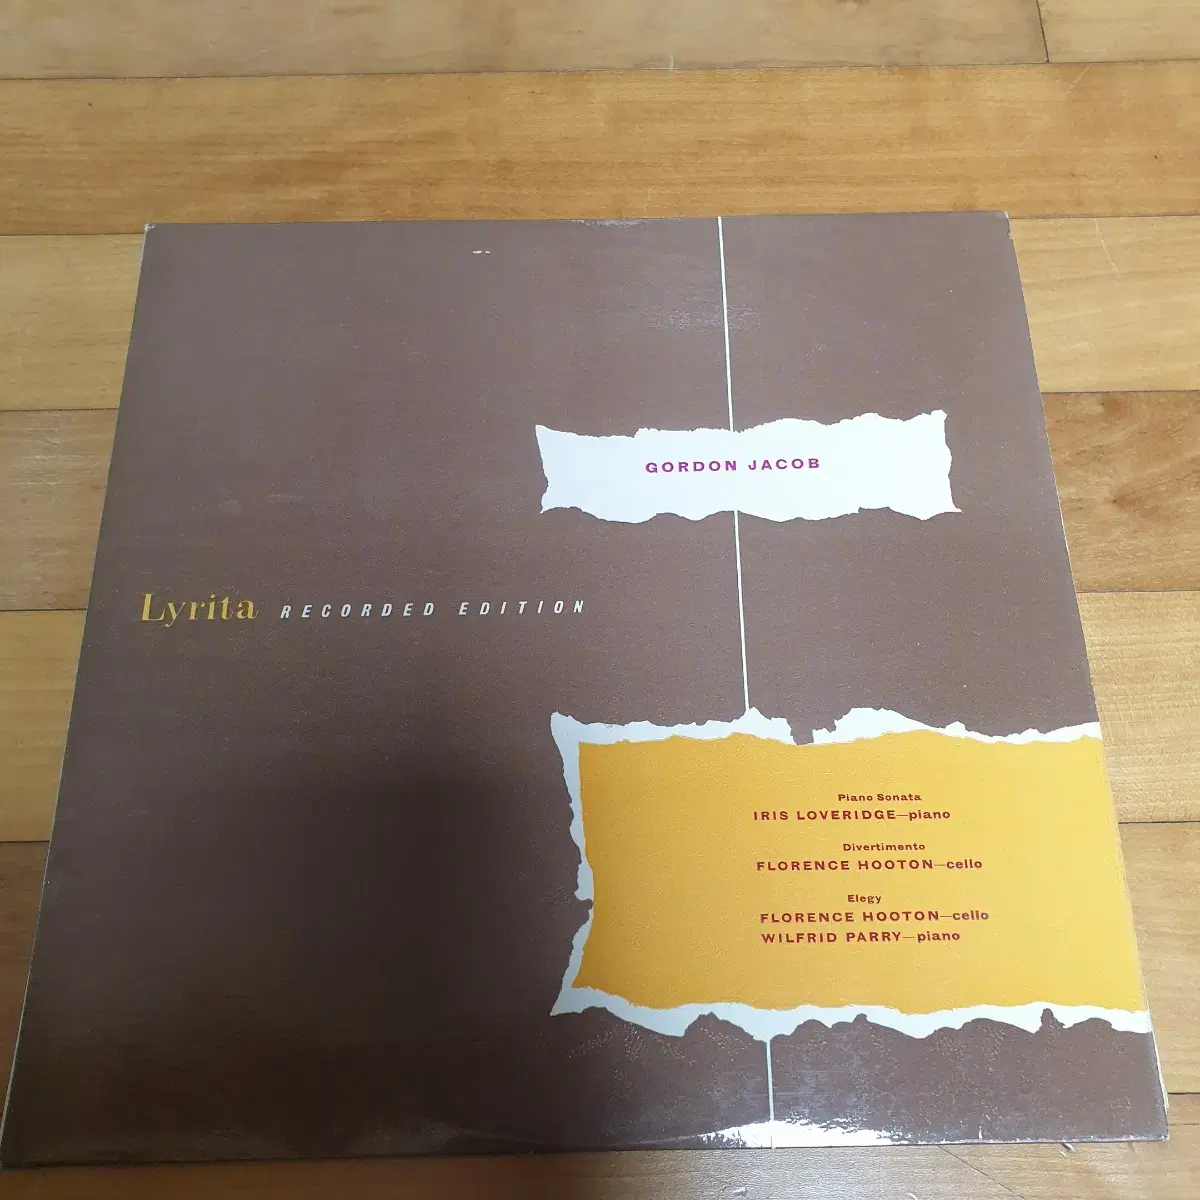 GORDON JACOB
Lyrita RECORDED EDITION
Piano Sonata
IRIS LOVERIDGE—piano
Divertimento
FLORENCE HOOTON—cello
Elegy
FLORENCE HOOTON—cello
WILFRID PARRY—piano